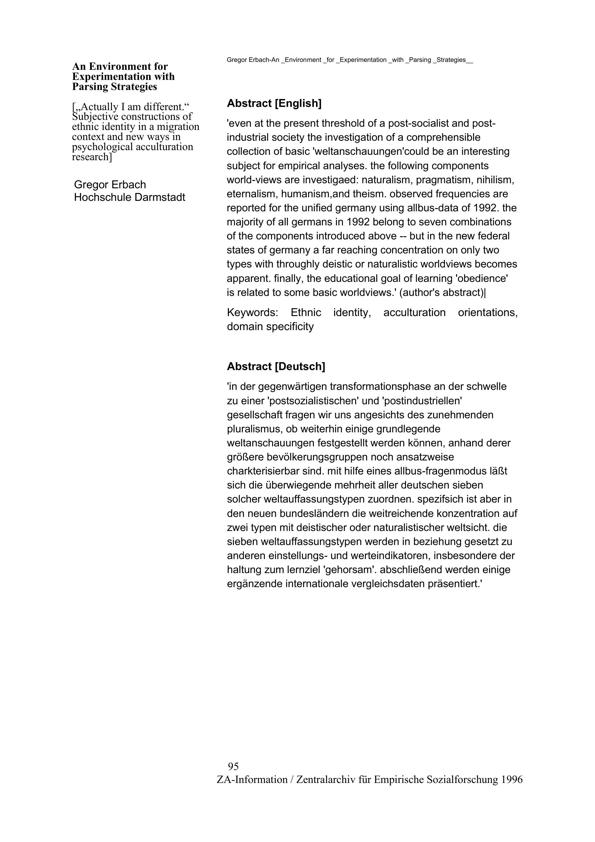 Gregor Erbach-An _Environment _for _Experimentation _with _Parsing _Strategies__
An Environment for
Experimentation with
Parsing Strategies
[„Actually I am different.“
Subjective constructions of
ethnic identity in a migration
context and new ways in
psychological acculturation
research]
Gregor Erbach
Hochschule Darmstadt
Abstract [English]
'even at the present threshold of a post-socialist and post-
industrial society the investigation of a comprehensible
collection of basic 'weltanschauungen'could be an interesting
subject for empirical analyses. the following components
world-views are investigaed: naturalism, pragmatism, nihilism,
eternalism, humanism,and theism. observed frequencies are
reported for the unified germany using allbus-data of 1992. the
majority of all germans in 1992 belong to seven combinations
of the components introduced above -- but in the new federal
states of germany a far reaching concentration on only two
types with throughly deistic or naturalistic worldviews becomes
apparent. finally, the educational goal of learning 'obedience'
is related to some basic worldviews.' (author's abstract)|
Keywords: Ethnic identity, acculturation orientations,
domain specificity
Abstract [Deutsch]
'in der gegenwärtigen transformationsphase an der schwelle
zu einer 'postsozialistischen' und 'postindustriellen'
gesellschaft fragen wir uns angesichts des zunehmenden
pluralismus, ob weiterhin einige grundlegende
weltanschauungen festgestellt werden können, anhand derer
größere bevölkerungsgruppen noch ansatzweise
charkterisierbar sind. mit hilfe eines allbus-fragenmodus läßt
sich die überwiegende mehrheit aller deutschen sieben
solcher weltauffassungstypen zuordnen. spezifsich ist aber in
den neuen bundesländern die weitreichende konzentration auf
zwei typen mit deistischer oder naturalistischer weltsicht. die
sieben weltauffassungstypen werden in beziehung gesetzt zu
anderen einstellungs- und werteindikatoren, insbesondere der
haltung zum lernziel 'gehorsam'. abschließend werden einige
ergänzende internationale vergleichsdaten präsentiert.'
95
ZA-Information / Zentralarchiv für Empirische Sozialforschung 1996